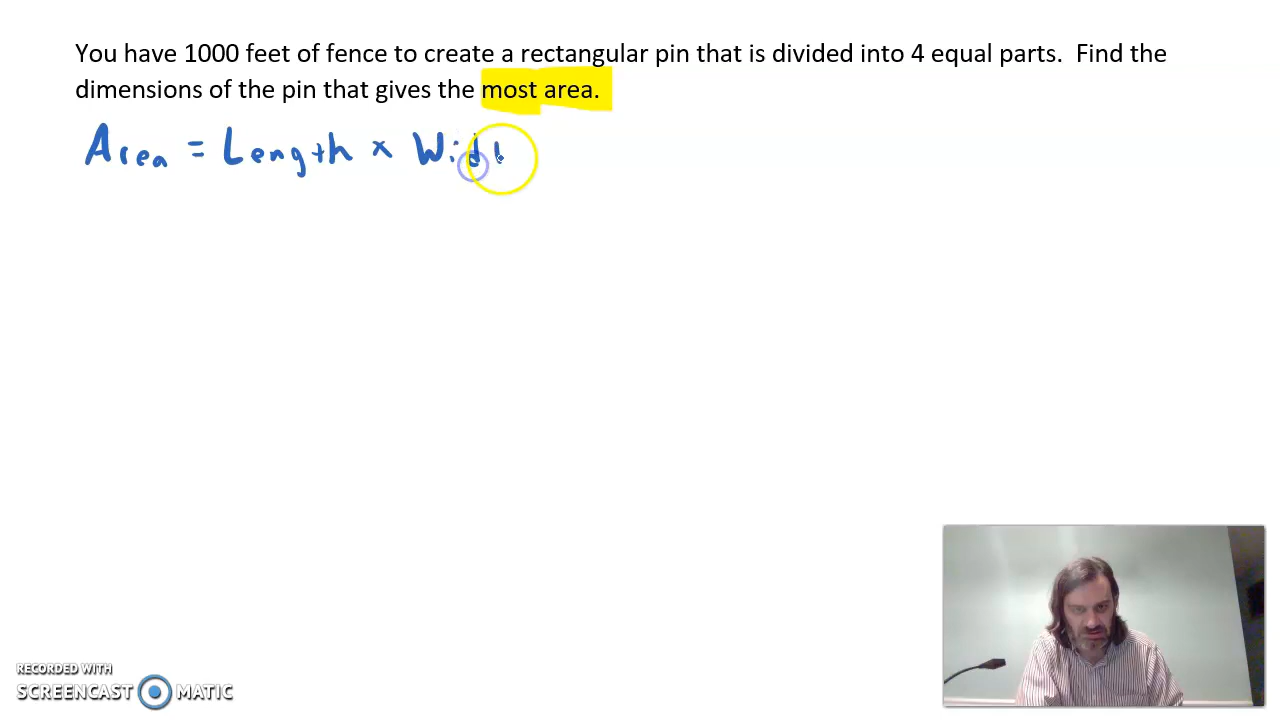 You have 1000 feet of fence to create a rectangular pin that is divided into 4 equal parts. Find the
dimensions of the pin that gives the most area.
Area = Length × Wid
RECORDED WITH
SCREENCAST MATIC